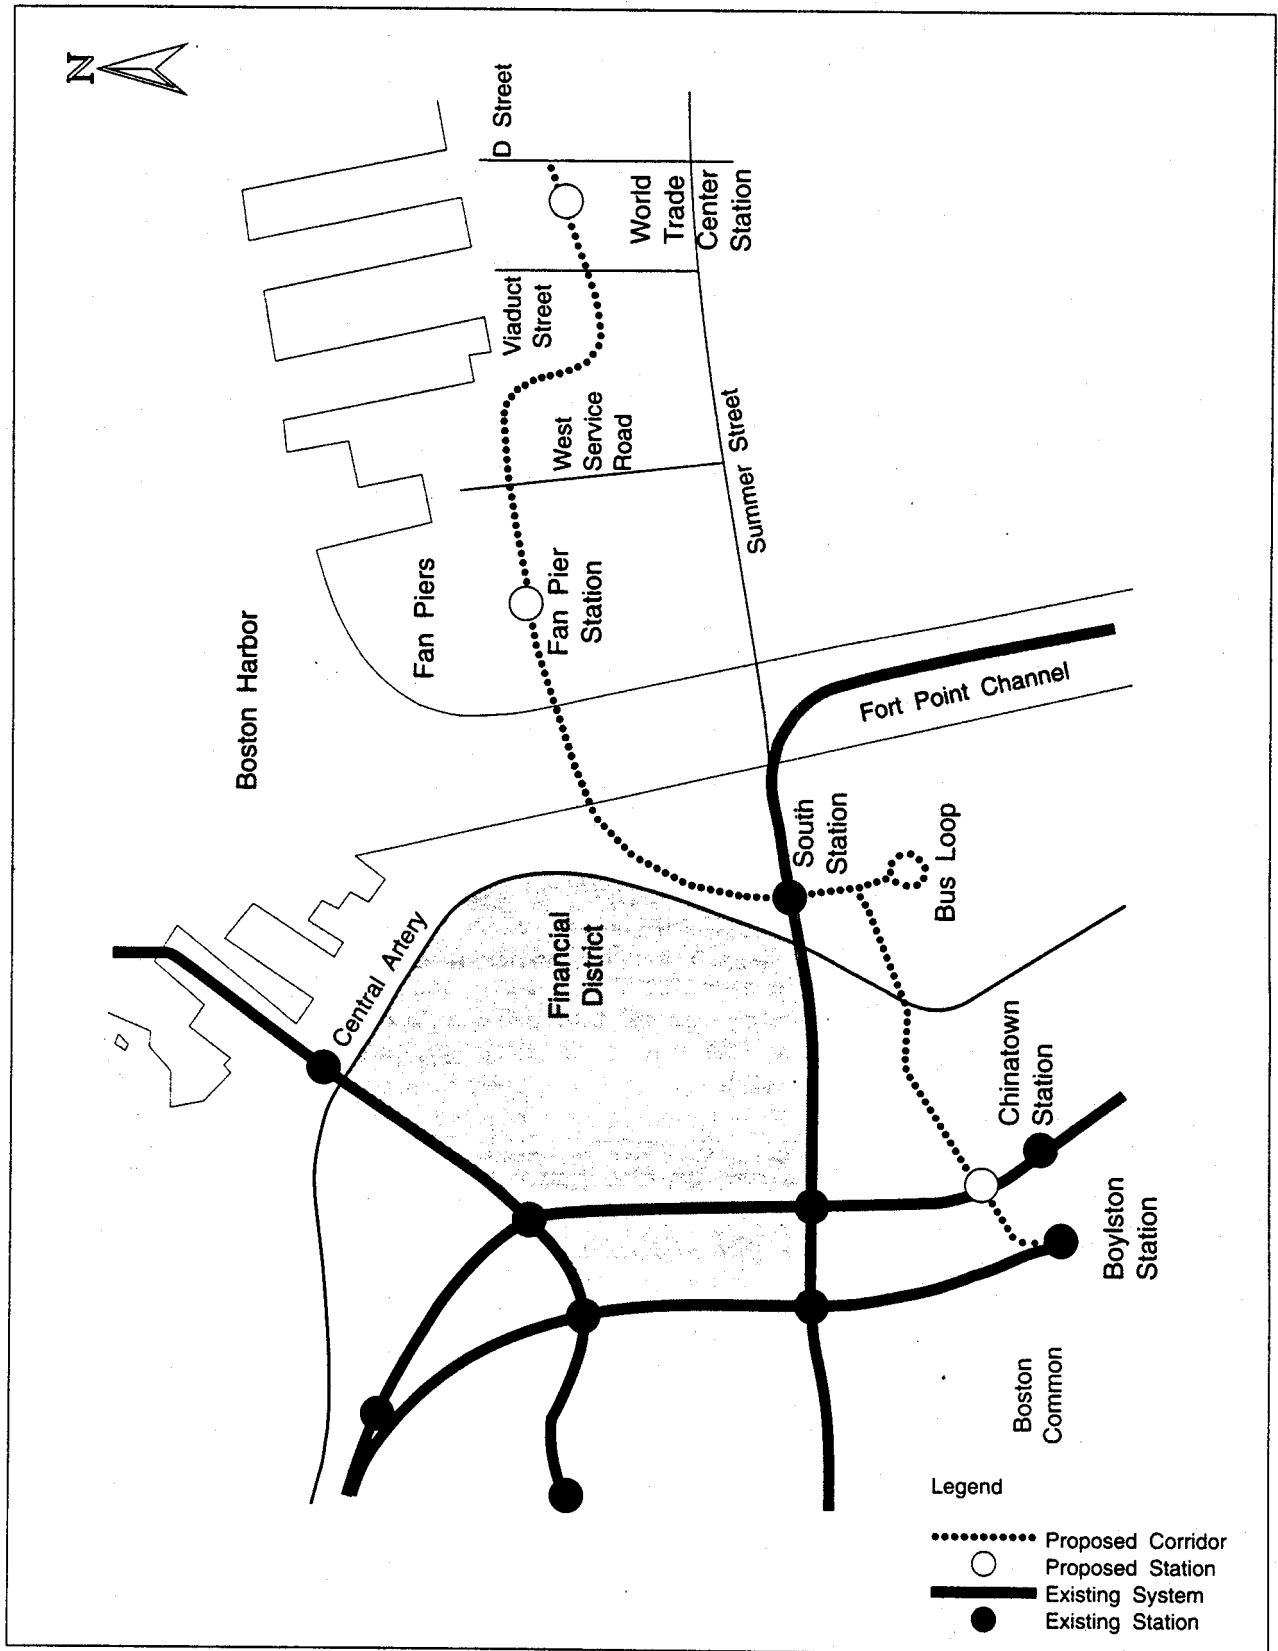 N
D Street
World
Trade
Center
Station
Viaduct
Street
West
Service
Road
Summer Street
Fan Piers
Fan Pier
Station
Boston Harbor
Fort Point Channel
South
Station
Bus Loop
Central Artery
Financial
District
Chinatown
Station
Boylston
Station
Boston
Common
Legend
Proposed Corridor
Proposed Station
Existing System
Existing Station